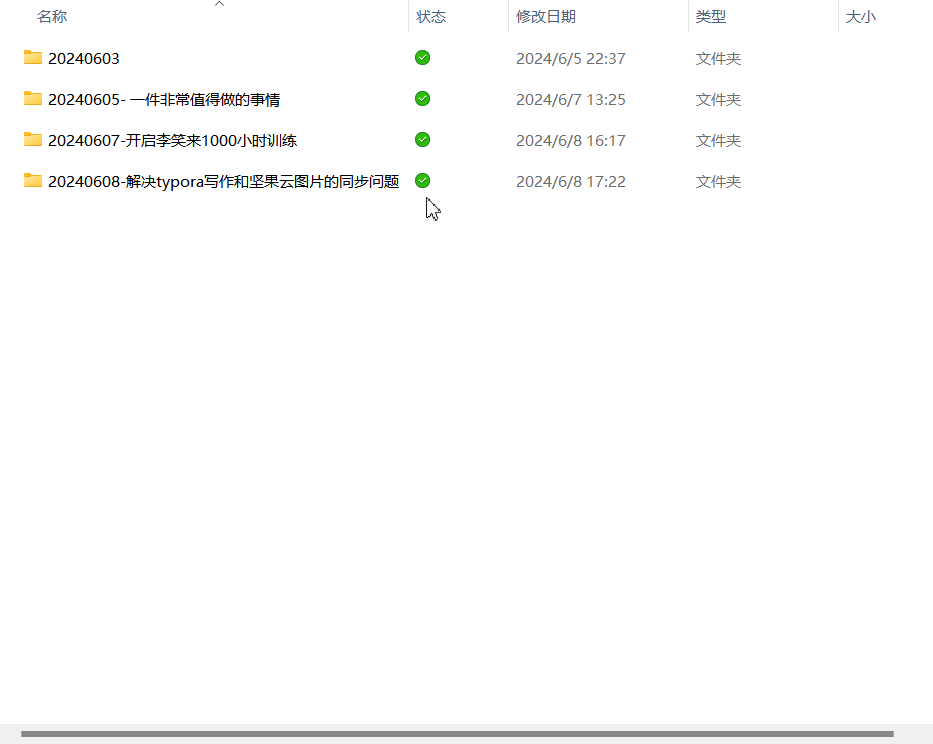 名称 状态 修改日期 类型 大小
20240603 2024/6/5 22:37 文件夹
20240605- 一件非常值得做的事情 2024/6/7 13:25 文件夹
20240607-开启李笑来1000小时训练 2024/6/8 16:17 文件夹
20240608-解决typora写作和坚果云图片的同步问题 2024/6/8 17:22 文件夹